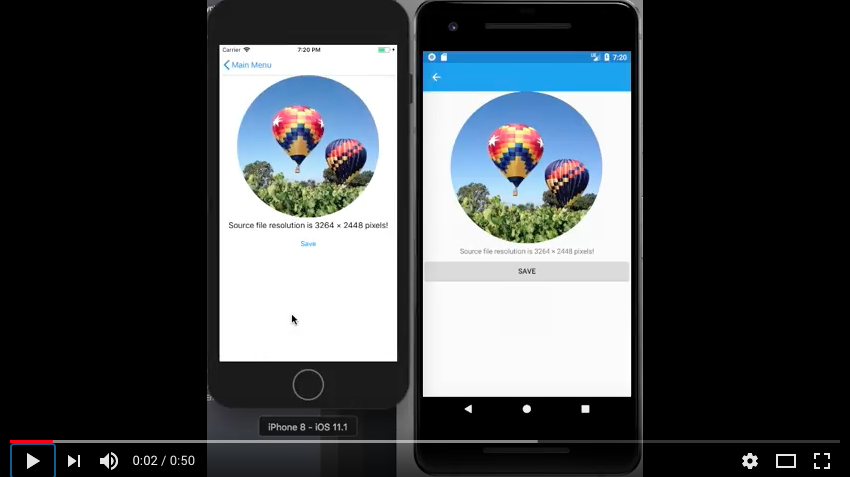 Carrier 7:20 PM
Main Menu
Source file resolution is 3264 × 2448 pixels!
Save
iPhone 8 – iOS 11.1
7:20
Source file resolution is 3264 × 2448 pixels!
SAVE
0:02 / 0:50